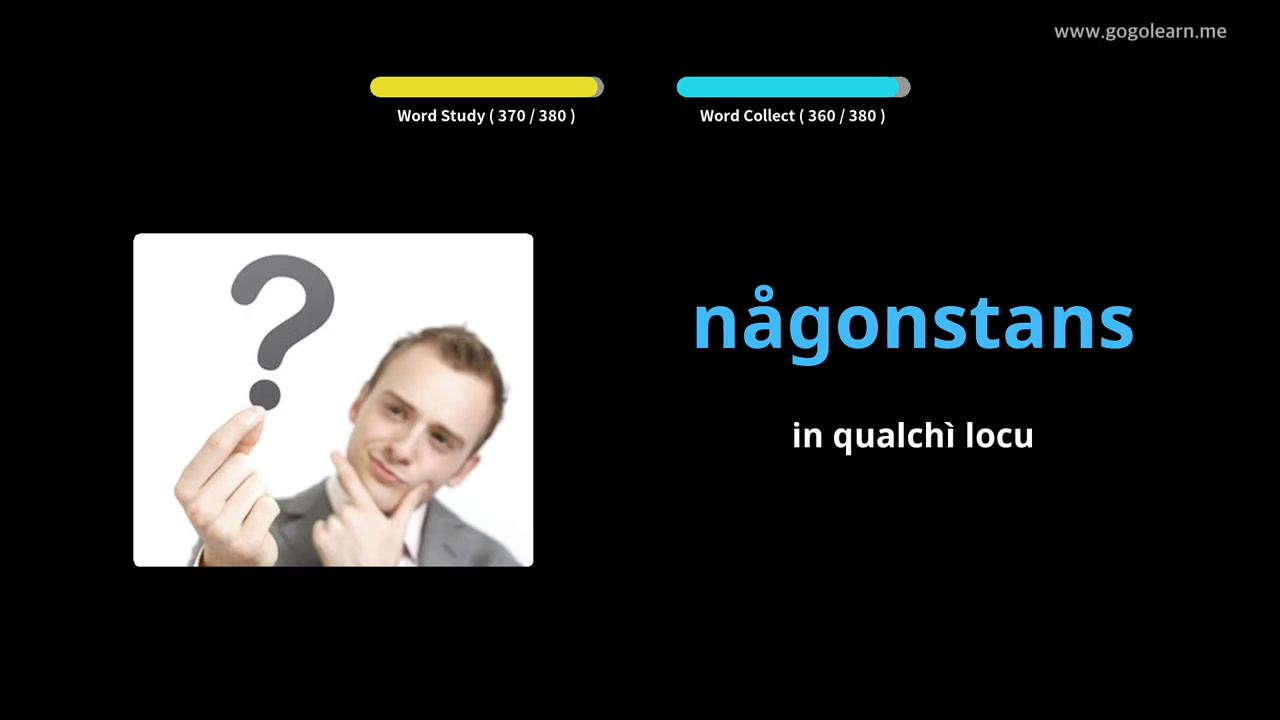 www.gogolearn.me
Word Study ( 370 / 380 )
Word Collect ( 360 / 380 )
någonstans
in qualchì locu